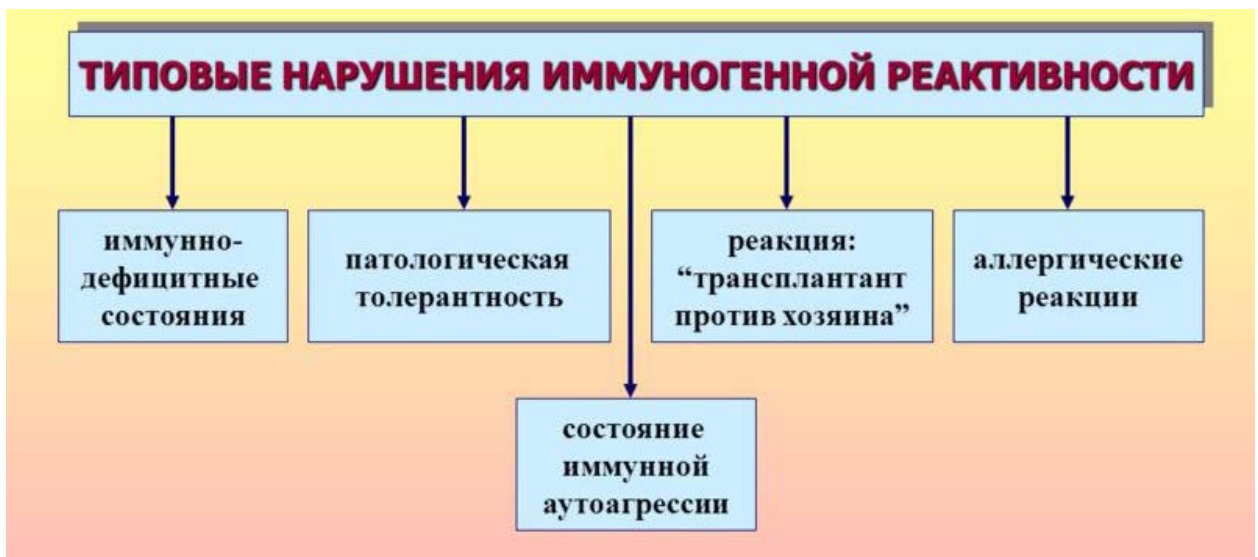 ТИПОВЫЕ НАРУШЕНИЯ ИММУНОГЕННОЙ РЕАКТИВНОСТИ
иммунно-
дефицитные
состояния
патологическая
толерантность
реакция:
“трансплантант
против хозяина”
аллергические
реакции
состояние
иммунной
аутоагрессии